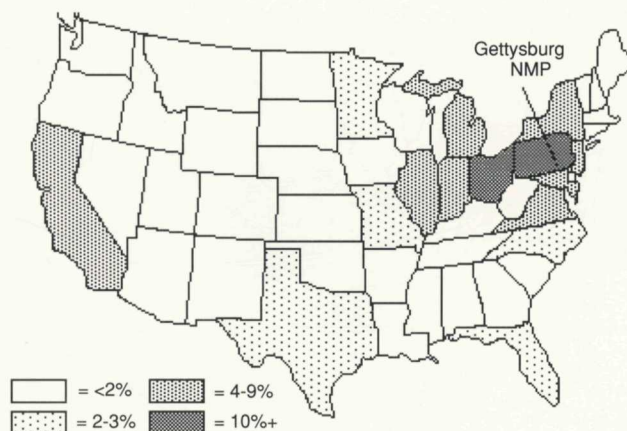 Gettysburg
NMP
= <2%
= 4-9%
= 2-3%
= 10%+